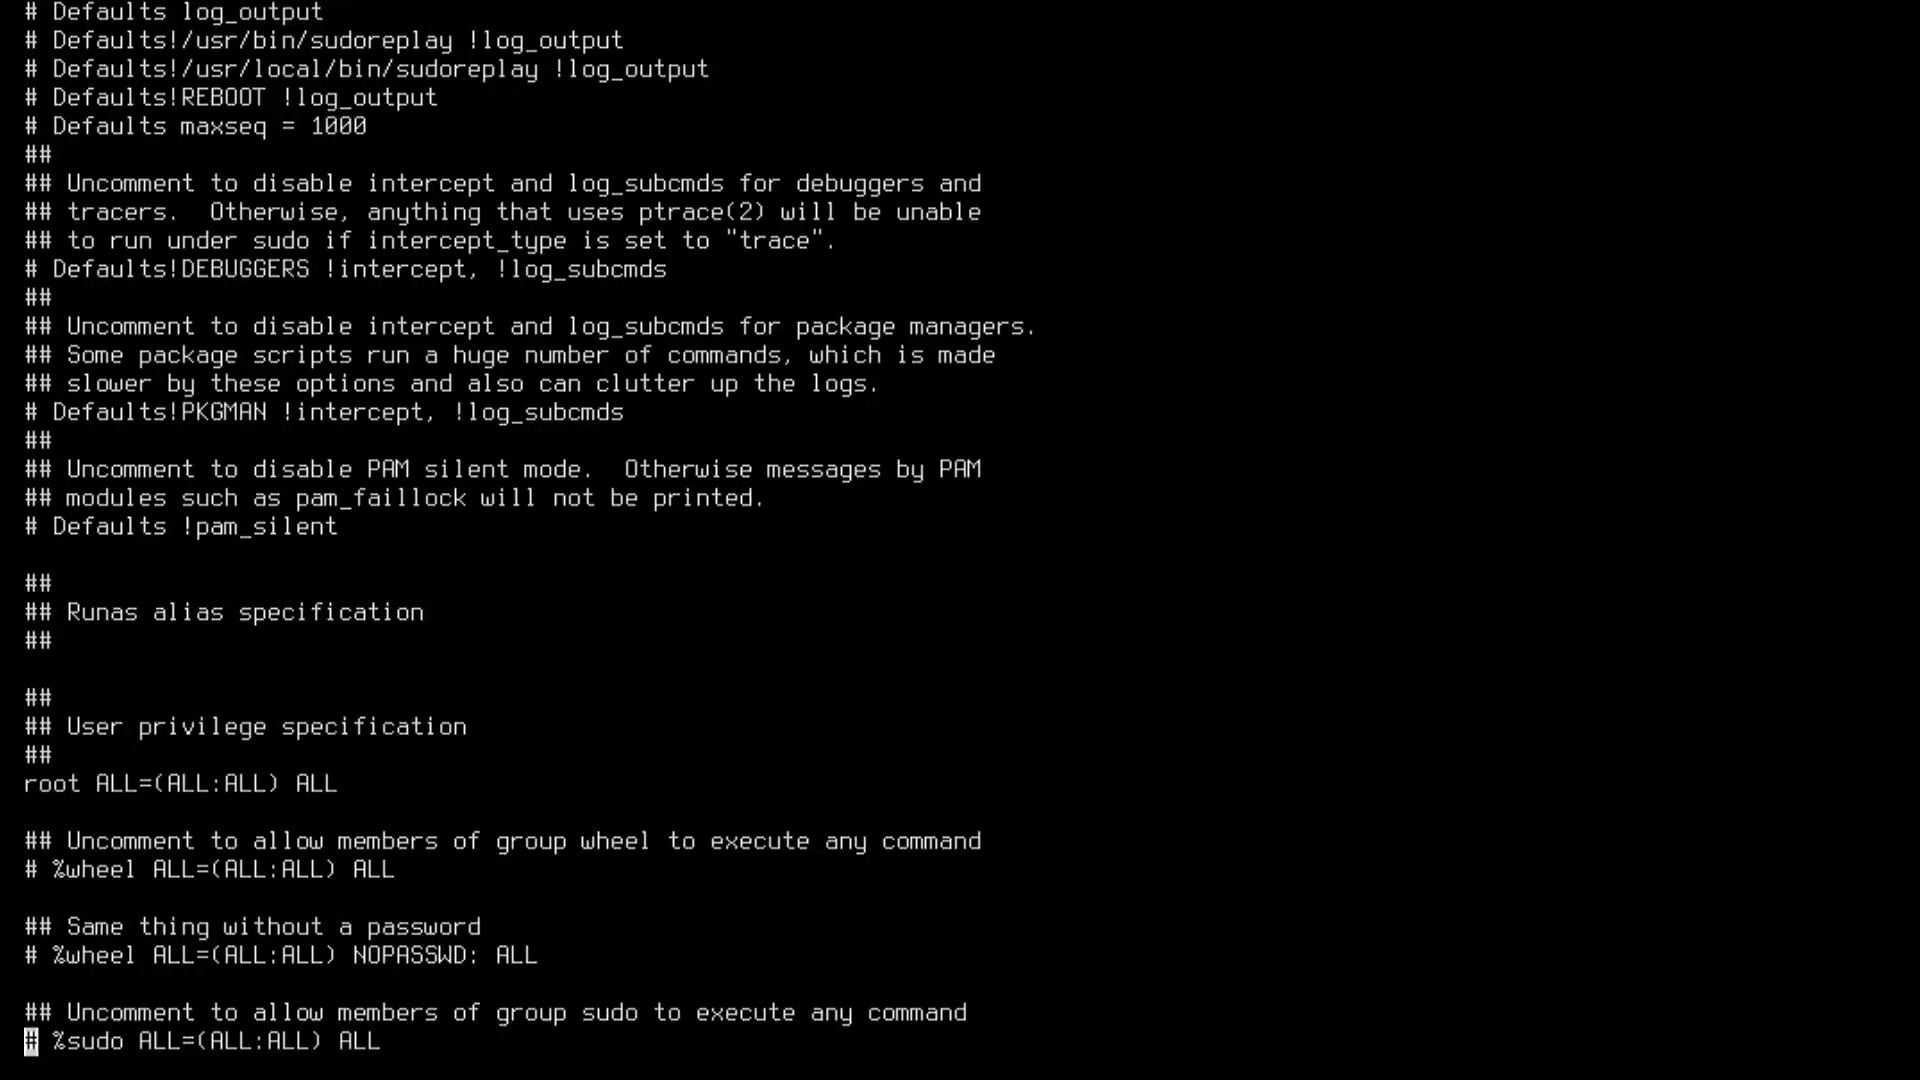 # Defaults log_output
# Defaults!/usr/bin/sudoreplay !log_output
# Defaults!/usr/local/bin/sudoreplay !log_output
# Defaults!REBOOT !log_output
# Defaults maxseq = 1000
##
## Uncomment to disable intercept and log_subcmds for debuggers and
## tracers.  Otherwise, anything that uses ptrace(2) will be unable
## to run under sudo if intercept_type is set to "trace".
# Defaults!DEBUGGERS !intercept, !log_subcmds
##
## Uncomment to disable intercept and log_subcmds for package managers.
## Some package scripts run a huge number of commands, which is made
## slower by these options and also can clutter up the logs.
# Defaults!PKGMAN !intercept, !log_subcmds
##
## Uncomment to disable PAM silent mode.  Otherwise messages by PAM
## modules such as pam_faillock will not be printed.
# Defaults !pam_silent

##
## Runas alias specification
##

##
## User privilege specification
##
root ALL=(ALL:ALL) ALL

## Uncomment to allow members of group wheel to execute any command
# %wheel ALL=(ALL:ALL) ALL

## Same thing without a password
# %wheel ALL=(ALL:ALL) NOPASSWD: ALL

## Uncomment to allow members of group sudo to execute any command
# %sudo ALL=(ALL:ALL) ALL